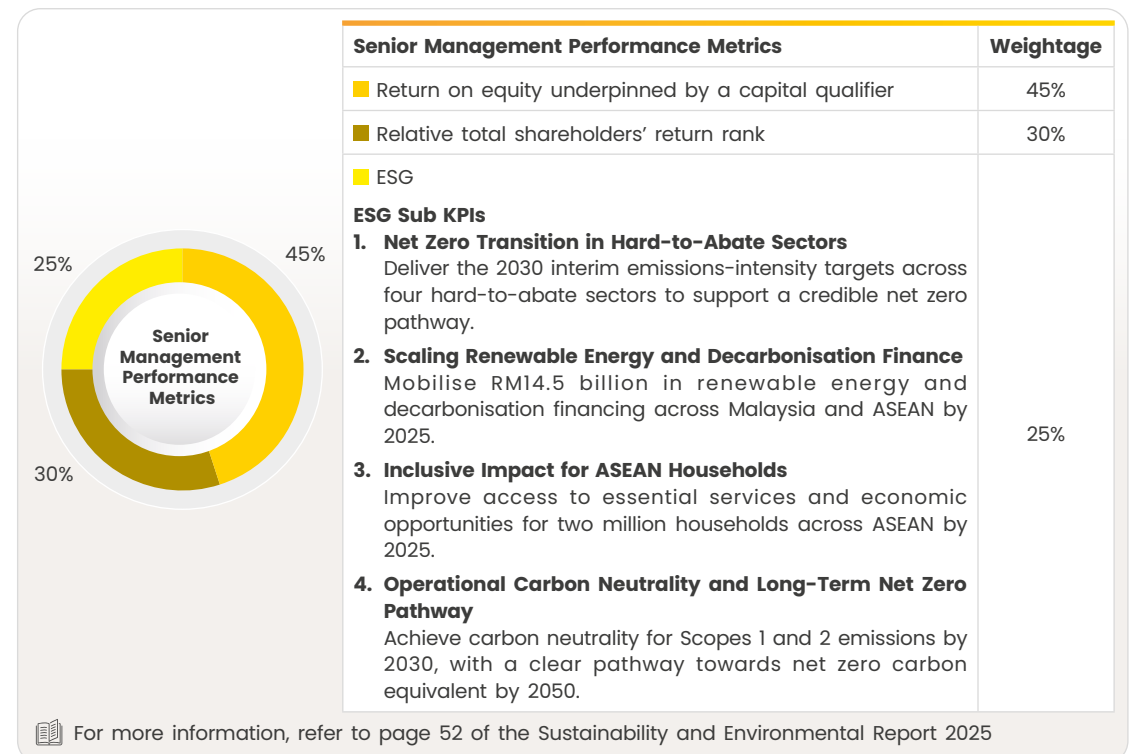 25%
45%
30%
Senior
Management
Performance
Metrics
Senior Management Performance Metrics Weightage
Return on equity underpinned by a capital qualifier 45%
Relative total shareholders’ return rank 30%
ESG
ESG Sub KPIs
1. Net Zero Transition in Hard-to-Abate Sectors
Deliver the 2030 interim emissions-intensity targets across
four hard-to-abate sectors to support a credible net zero
pathway.
2. Scaling Renewable Energy and Decarbonisation Finance
Mobilise RM14.5 billion in renewable energy and
decarbonisation financing across Malaysia and ASEAN by
2025.
25%
3. Inclusive Impact for ASEAN Households
Improve access to essential services and economic
opportunities for two million households across ASEAN by
2025.
4. Operational Carbon Neutrality and Long-Term Net Zero
Pathway
Achieve carbon neutrality for Scopes 1 and 2 emissions by
2030, with a clear pathway towards net zero carbon
equivalent by 2050.
For more information, refer to page 52 of the Sustainability and Environmental Report 2025